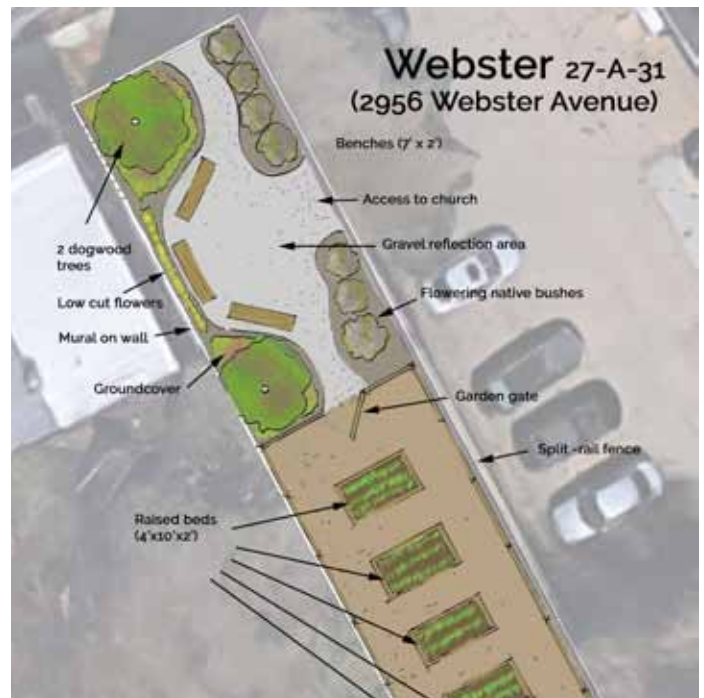 Webster 27-A-31
(2956 Webster Avenue)
Benches (7' x 2')
Access to church
Gravel reflection area
2 dogwood
trees
Low cut flowers
Flowering native bushes
Mural on wall
Groundcover
Garden gate
Split -rail fence
Raised beds
(4'x10'x2')